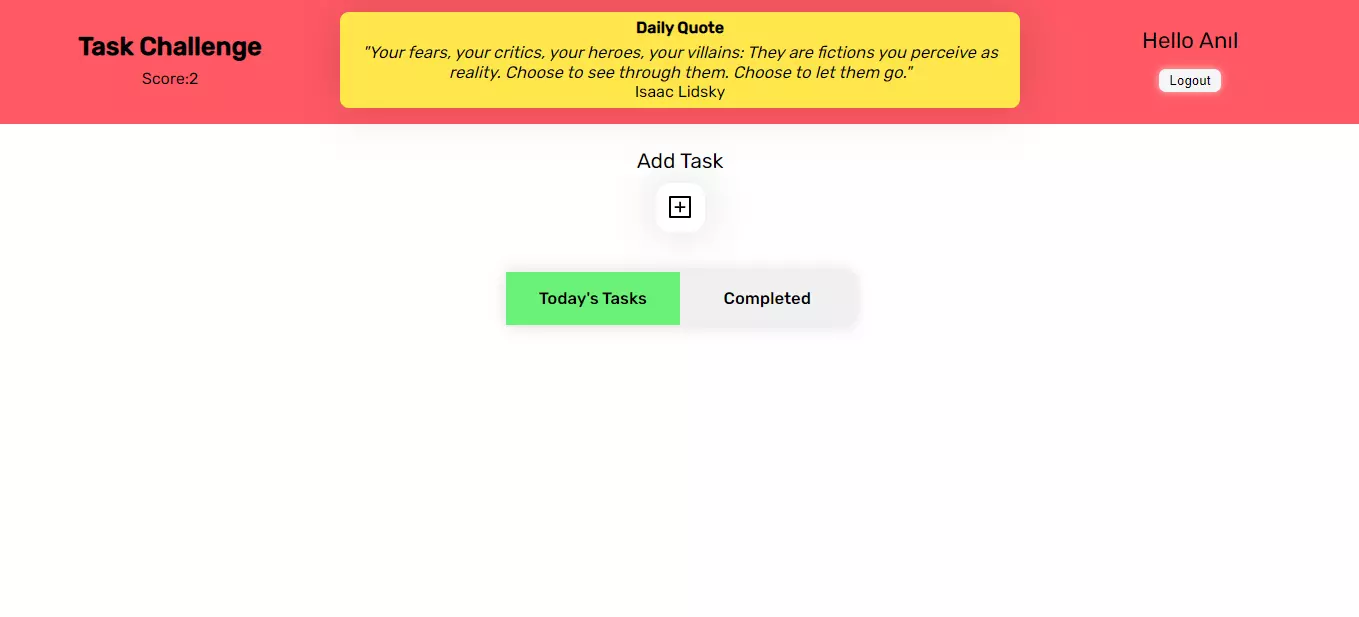 Task Challenge
Score:2
Daily Quote
"Your fears, your critics, your heroes, your villains: They are fictions you perceive as
reality. Choose to see through them. Choose to let them go."
Isaac Lidsky
Hello Anıl
Logout
Add Task
Today's Tasks
Completed